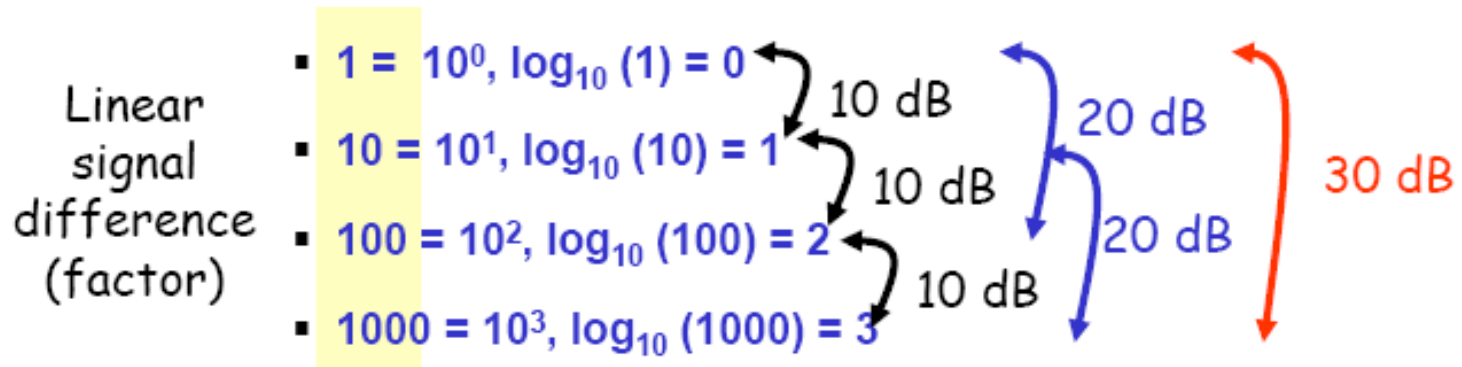 Linear
signal
difference
(factor)
▪ 1 = 10⁰, log₁₀ (1) = 0
▪ 10 = 10¹, log₁₀ (10) = 1
▪ 100 = 10², log₁₀ (100) = 2
▪ 1000 = 10³, log₁₀ (1000) = 3
10 dB
10 dB
10 dB
20 dB
20 dB
30 dB